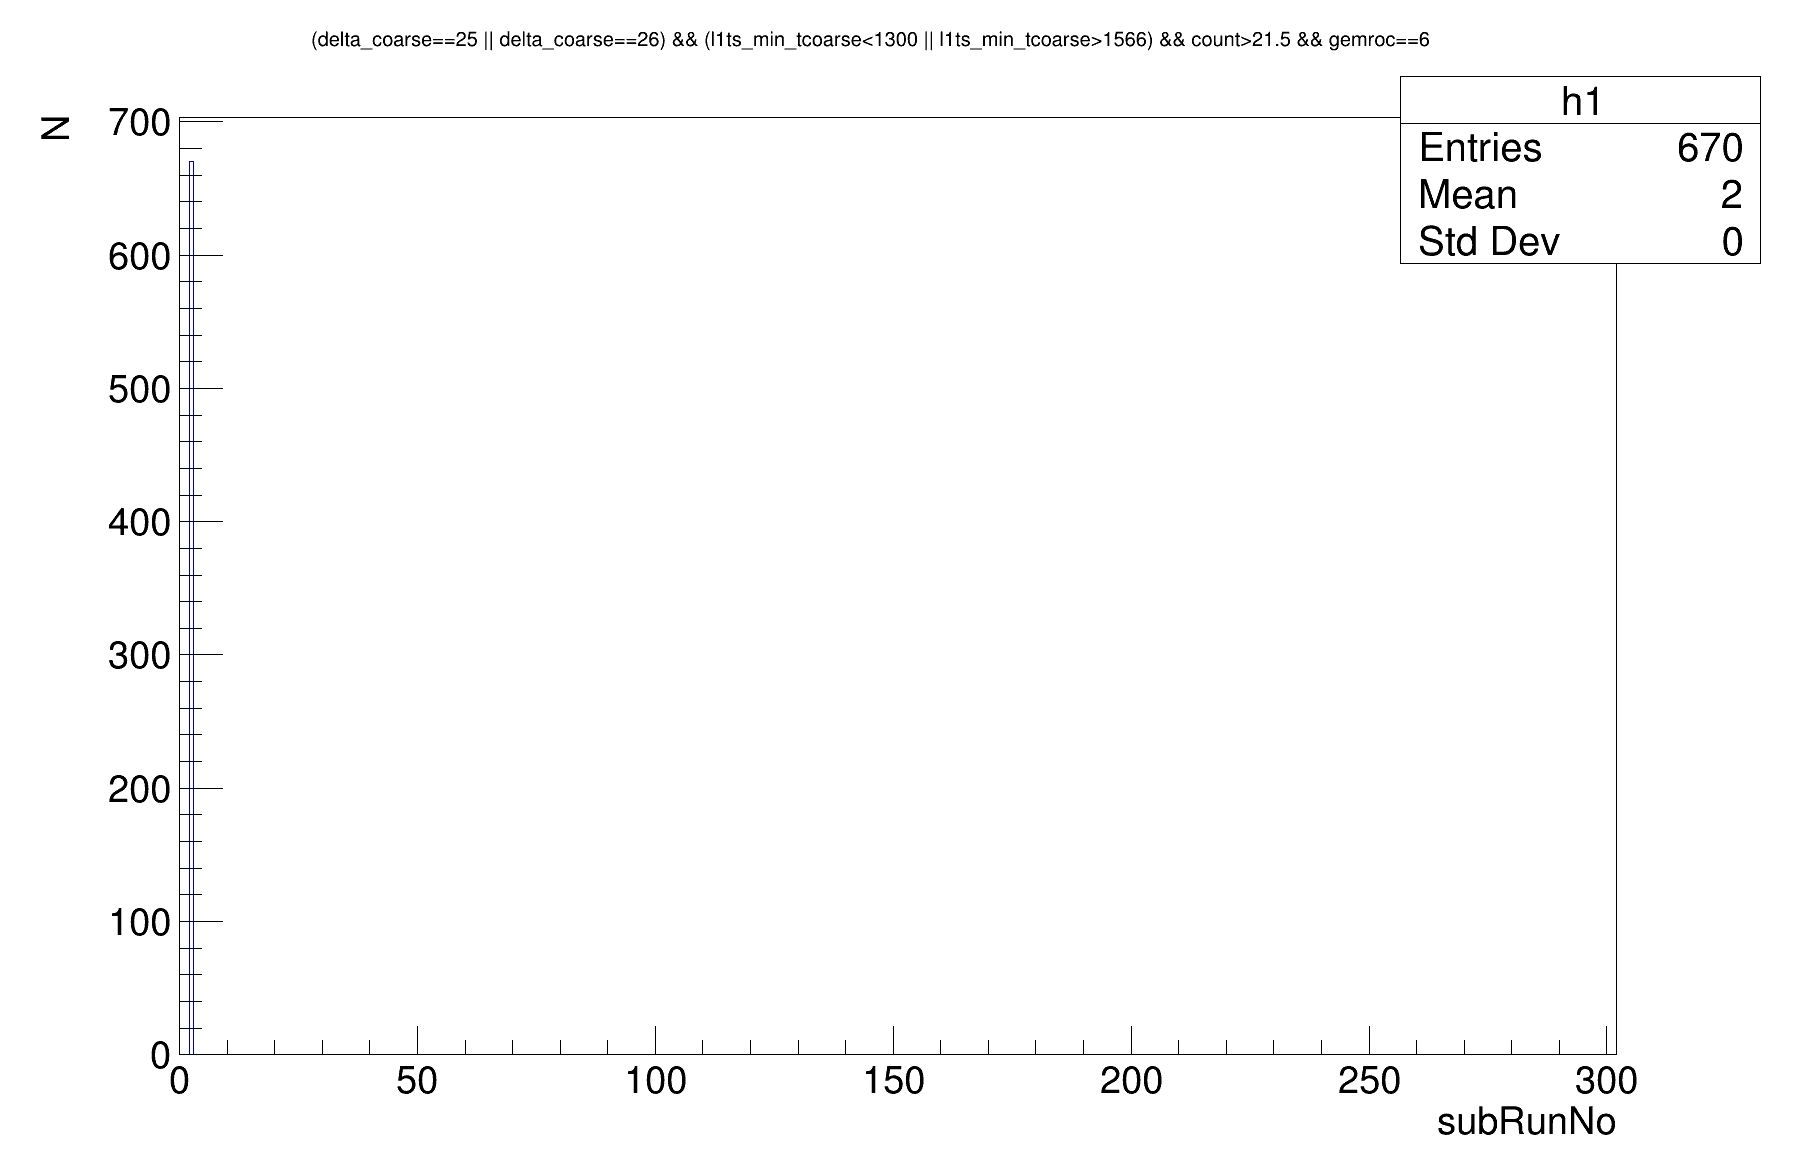 (delta_coarse==25 || delta_coarse==26) && (l1ts_min_tcoarse<1300 || l1ts_min_tcoarse>1566) && count>21.5 && gemroc==6
h1
Entries 670
Mean 2
Std Dev 0
N
700
600
500
400
300
200
100
0
0 50 100 150 200 250 300
subRunNo